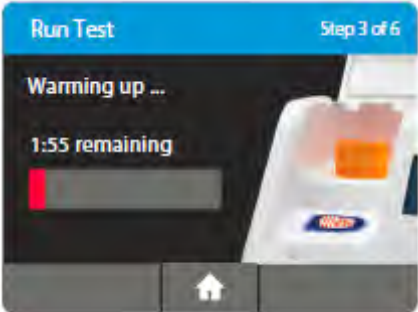 Run Test
Step 3 of 6
Warming up ...
1:55 remaining